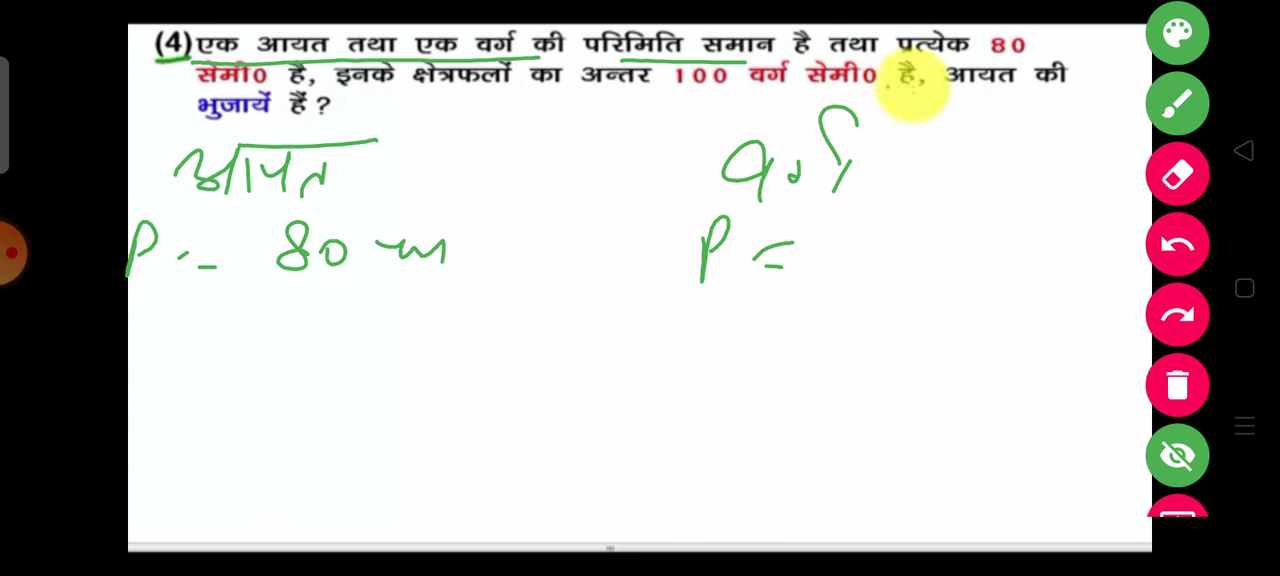 (4) एक आयत तथा एक वर्ग की परिमिति समान है तथा प्रत्येक 80
सेमी0 है, इनके क्षेत्रफलों का अन्तर 100 वर्ग सेमी0 है, आयत की
भुजायें हैं ?
आयत वर्ग
P = 80 cm P =